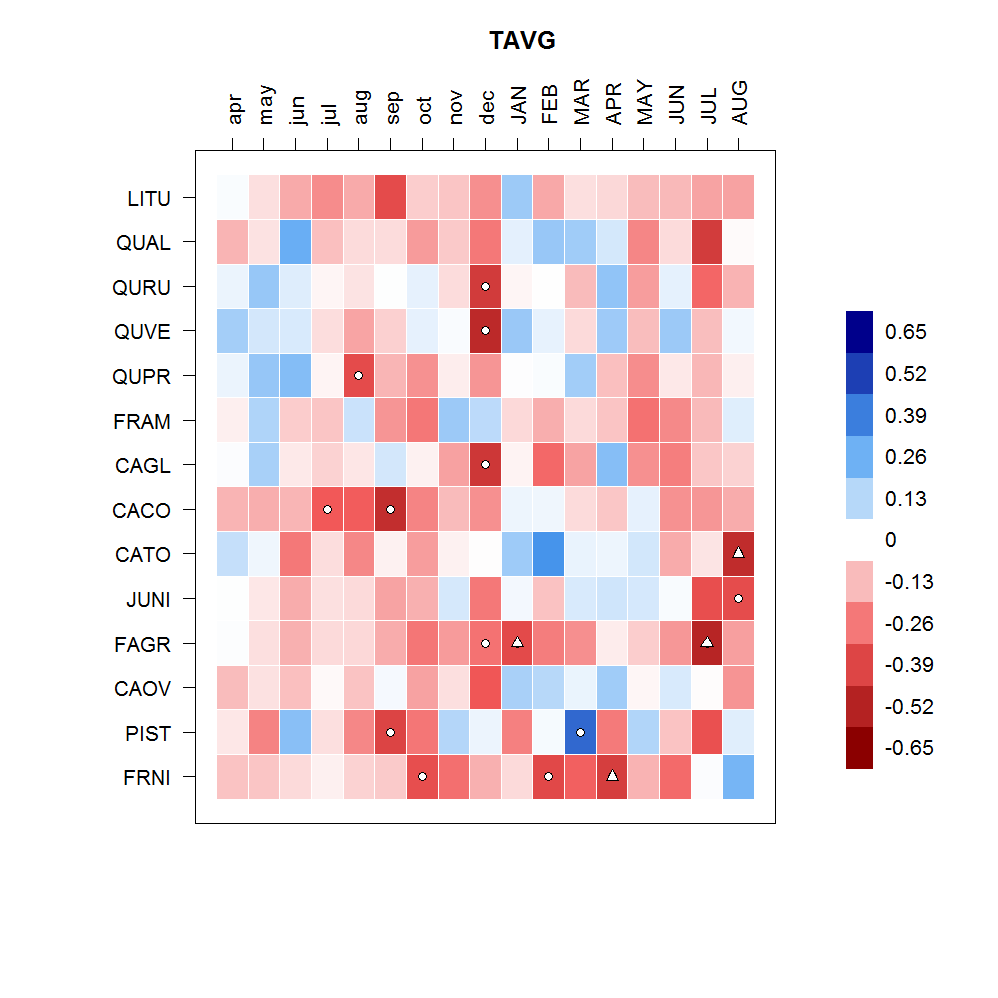 TAVG
apr may jun jul aug sep oct nov dec JAN FEB MAR APR MAY JUN JUL AUG
LITU
QUAL
QURU
QUVE
QUPR
FRAM
CAGL
CACO
CATO
JUNI
FAGR
CAOV
PIST
FRNI
0.65
0.52
0.39
0.26
0.13
0
-0.13
-0.26
-0.39
-0.52
-0.65